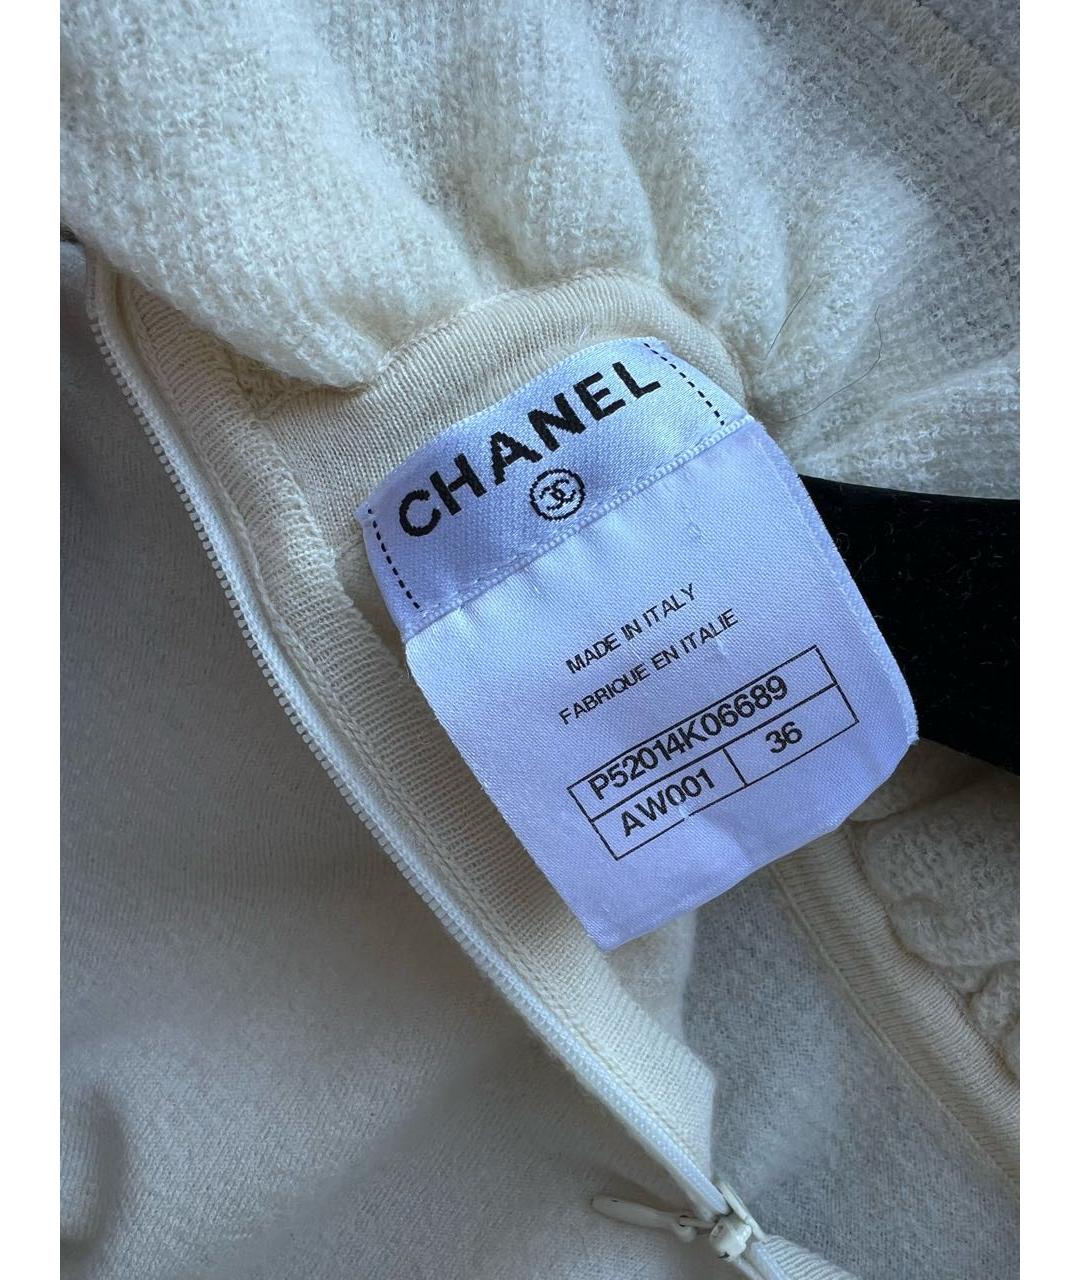 CHANEL
MADE IN ITALY
FABRIQUE EN ITALIE
P52014K06689
AW001 36